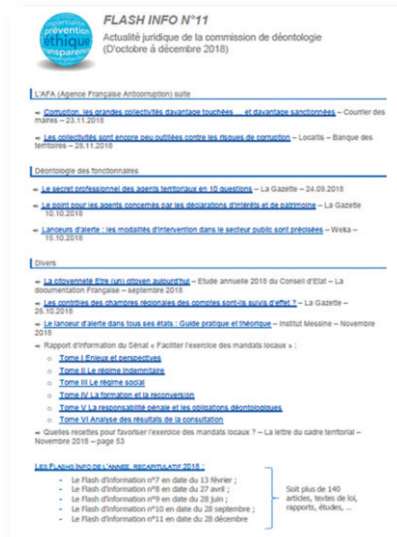 impartialité
prévention
éthique
transparence
FLASH INFO N°11
Actualité juridique de la commission de déontologie
(D'octobre à décembre 2018)
L'AFA (Agence Française Anticorruption) suite
Corruption, les grandes collectivités davantage touchées … et davantage sanctionnées – Courrier des
maires – 23.11.2018
Les collectivités sont encore peu outillées contre les risques de corruption – Localtis – Banque des
territoires – 28.11.2018
Déontologie des fonctionnaires
Le secret professionnel des agents territoriaux en 10 questions – La Gazette – 24.09.2018
Le point pour les agents concernés par les déclarations d'intérêts et de patrimoine – La Gazette
10.10.2018
Lanceurs d'alerte : les modalités d'intervention dans le secteur public sont précisées – Weka –
15.10.2018
Divers
La citoyenneté Etre (un) citoyen aujourd'hui – Etude annuelle 2018 du Conseil d'Etat – La
documentation Française – septembre 2018
Les contrôles des chambres régionales des comptes sont-ils suivis d'effet ? – La Gazette –
26.10.2018
Le lanceur d'alerte dans tous ses états : Guide pratique et théorique – Institut Messine – Novembre
2018
Rapport d'information du Sénat « Faciliter l'exercice des mandats locaux » :
o Tome I Enjeux et perspectives
o Tome II Le régime indemnitaire
o Tome III Le régime social
o Tome IV La formation et la reconversion
o Tome V La responsabilité pénale et les obligations déontologiques
o Tome VI Analyse des résultats de la consultation
Quelles recettes pour favoriser l'exercice des mandats locaux ? – La lettre du cadre territorial –
Novembre 2018 – page 53
LES FLASHS INFO DE L'ANNEE, RECAPITULATIF 2018 :
- Le Flash d'information n°7 en date du 13 février ;
- Le Flash d'information n°8 en date du 27 avril ;
- Le Flash d'information n°9 en date du 28 juin ;
- Le Flash d'information n°10 en date du 28 septembre ;
- Le Flash d'information n°11 en date du 28 décembre
Soit plus de 140
articles, textes de loi,
rapports, études, …